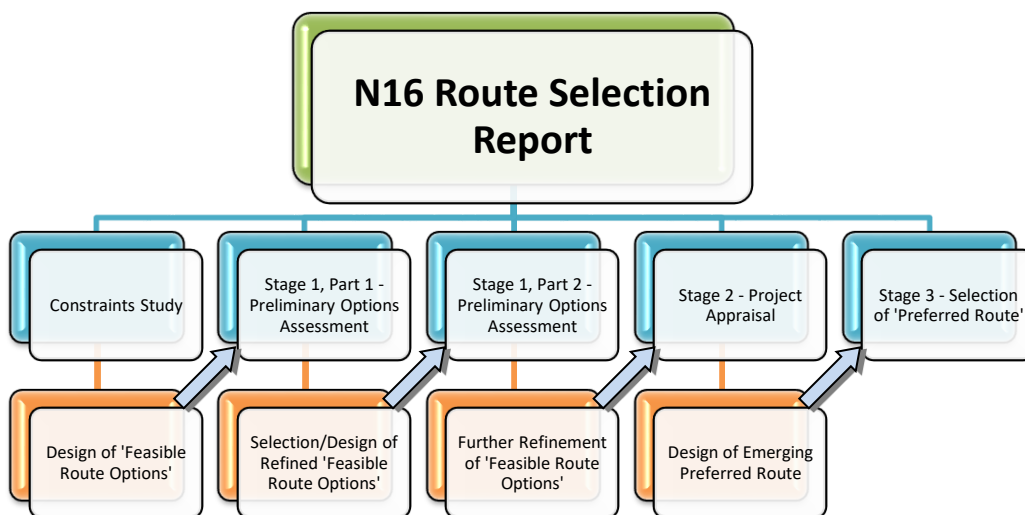 N16 Route Selection
Report
Constraints Study
Stage 1, Part 1 -
Preliminary Options
Assessment
Stage 1, Part 2 -
Preliminary Options
Assessment
Stage 2 - Project
Appraisal
Stage 3 - Selection
of 'Preferred Route'
Design of 'Feasible
Route Options'
Selection/Design of
Refined 'Feasible
Route Options'
Further Refinement
of 'Feasible Route
Options'
Design of Emerging
Preferred Route